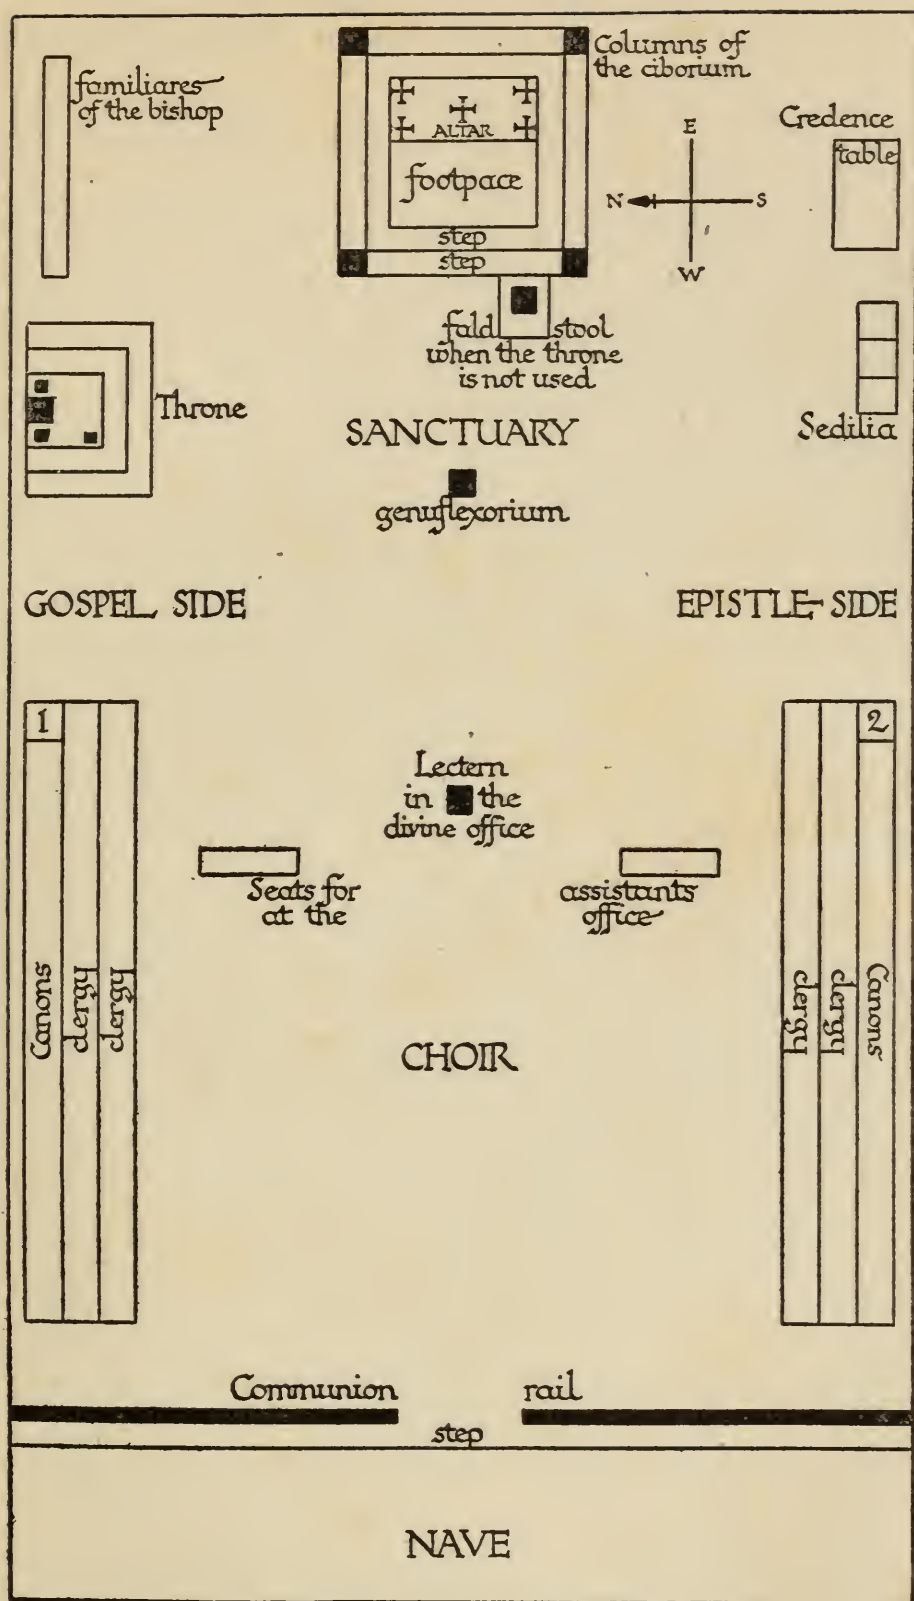 familiares
of the bishop
Columns of
the ciborium
ALTAR
footpace
step
step
E
N S
W
Credence
table
fald stool
when the throne
is not used
Throne
SANCTUARY
Sedilia
genuflexorium
GOSPEL SIDE
EPISTLE-SIDE
1
2
Lectern
in the
divine office
Seats for assistants
at the office
Canons
clergy
clergy
clergy
clergy
Canons
CHOIR
Communion rail
step
NAVE